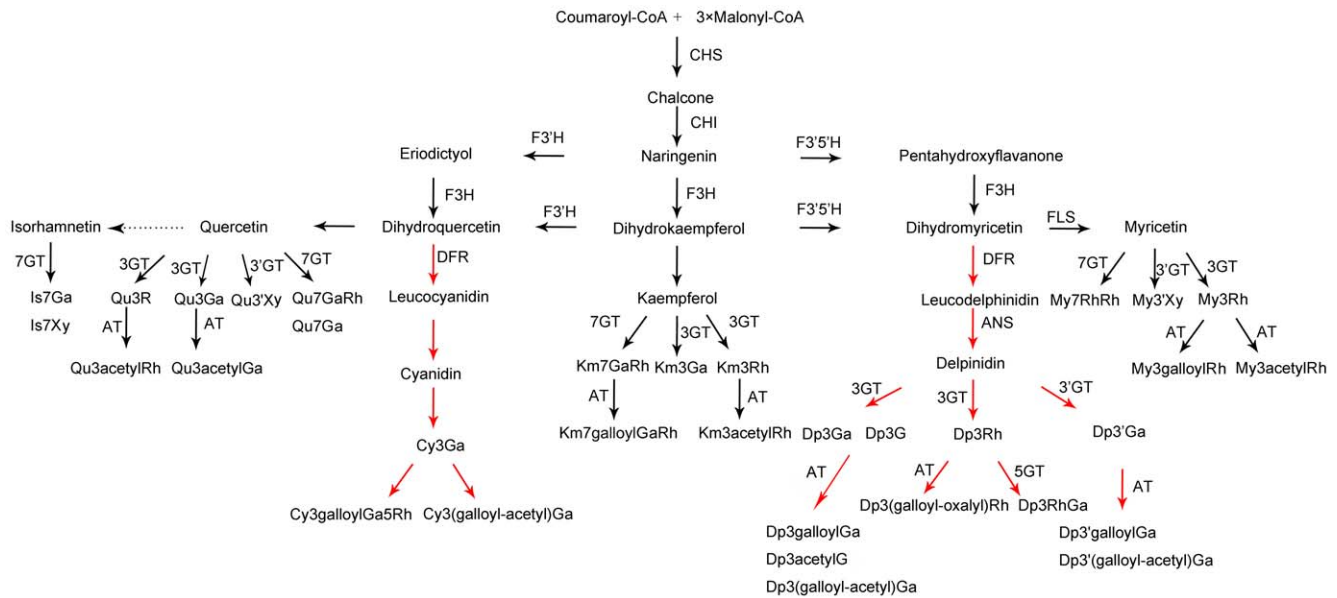 Coumaroyl-CoA + 3×Malonyl-CoA
CHS
Chalcone
CHI
F3'H
F3'5'H
Eriodictyol
Naringenin
Pentahydroxyflavanone
F3H
F3H
F3H
F3'H
F3'5'H
FLS
Isorhamnetin
Quercetin
Dihydroquercetin
Dihydrokaempferol
Dihydromyricetin
Myricetin
7GT
3GT
3GT
3'GT
7GT
DFR
DFR
7GT
3'GT
3GT
Is7Ga
Qu3R
Qu3Ga
Qu3'Xy
Qu7GaRh
Leucocyanidin
Kaempferol
Leucodelphinidin
My7RhRh
My3'Xy
My3Rh
Is7Xy
Qu7Ga
AT
AT
7GT
3GT
3GT
ANS
AT
AT
Qu3acetylRh
Qu3acetylGa
Cyanidin
Km7GaRh
Km3Ga
Km3Rh
Delpinidin
My3galloylRh
My3acetylRh
AT
AT
3GT
3GT
3'GT
Cy3Ga
Km7galloylGaRh
Km3acetylRh
Dp3Ga
Dp3G
Dp3Rh
Dp3'Ga
AT
AT
5GT
AT
Cy3galloylGa5Rh
Cy3(galloyl-acetyl)Ga
Dp3(galloyl-oxalyl)Rh
Dp3RhGa
Dp3galloylGa
Dp3'galloylGa
Dp3acetylG
Dp3'(galloyl-acetyl)Ga
Dp3(galloyl-acetyl)Ga